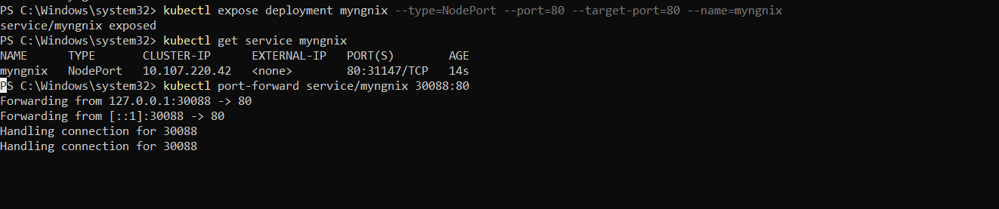 PS C:\Windows\system32> kubectl expose deployment myngnix --type=NodePort --port=80 --target-port=80 --name=myngnix
service/myngnix exposed
PS C:\Windows\system32> kubectl get service myngnix
NAME      TYPE       CLUSTER-IP      EXTERNAL-IP   PORT(S)        AGE
myngnix   NodePort   10.107.220.42   <none>        80:31147/TCP   14s
PS C:\Windows\system32> kubectl port-forward service/myngnix 30088:80
Forwarding from 127.0.0.1:30088 -> 80
Forwarding from [::1]:30088 -> 80
Handling connection for 30088
Handling connection for 30088